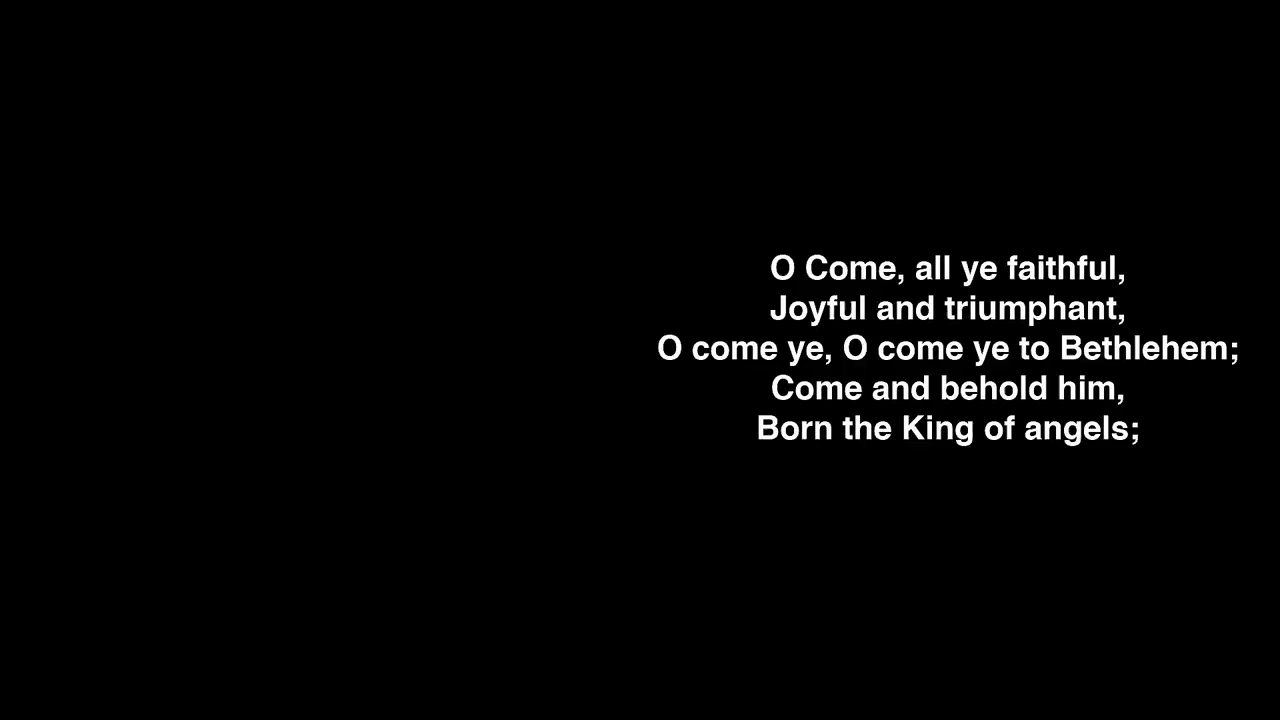 O Come, all ye faithful,
Joyful and triumphant,
O come ye, O come ye to Bethlehem;
Come and behold him,
Born the King of angels;